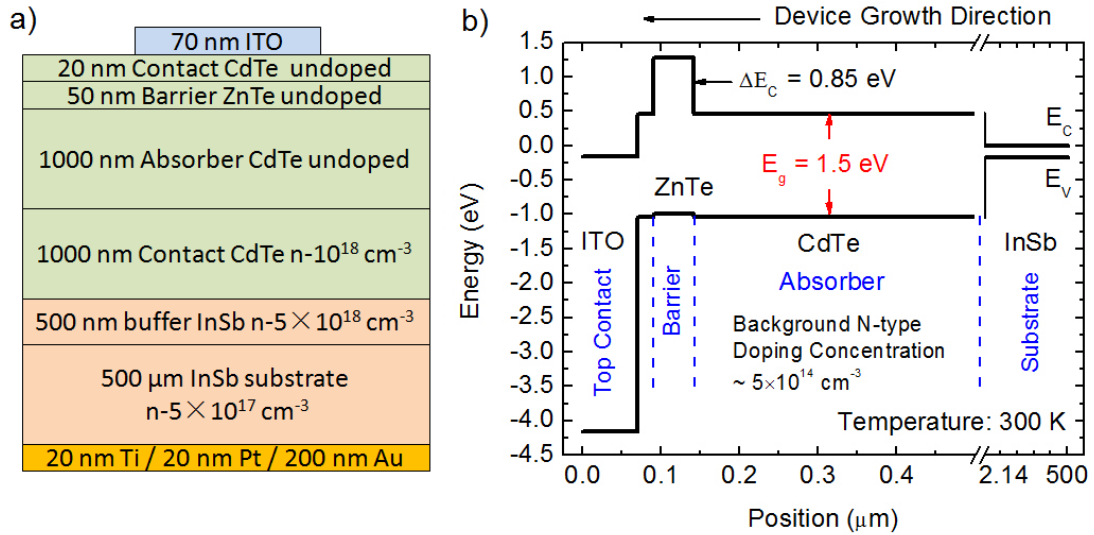 a)
70 nm ITO
20 nm Contact CdTe undoped
50 nm Barrier ZnTe undoped
1000 nm Absorber CdTe undoped
1000 nm Contact CdTe n-10¹⁸ cm⁻³
500 nm buffer InSb n-5×10¹⁸ cm⁻³
500 μm InSb substrate
n-5×10¹⁷ cm⁻³
20 nm Ti / 20 nm Pt / 200 nm Au
b)
Device Growth Direction
1.5
1.0
0.5
0.0
-0.5
-1.0
-1.5
-2.0
-2.5
-3.0
-3.5
-4.0
-4.5
Energy (eV)
ΔE_C = 0.85 eV
E_C
E_g = 1.5 eV
ZnTe
E_V
ITO
CdTe
InSb
Top Contact
Barrier
Absorber
Substrate
Background N-type
Doping Concentration
~ 5×10¹⁴ cm⁻³
Temperature: 300 K
0.0 0.1 0.2 0.3 0.4 2.14 500
Position (μm)